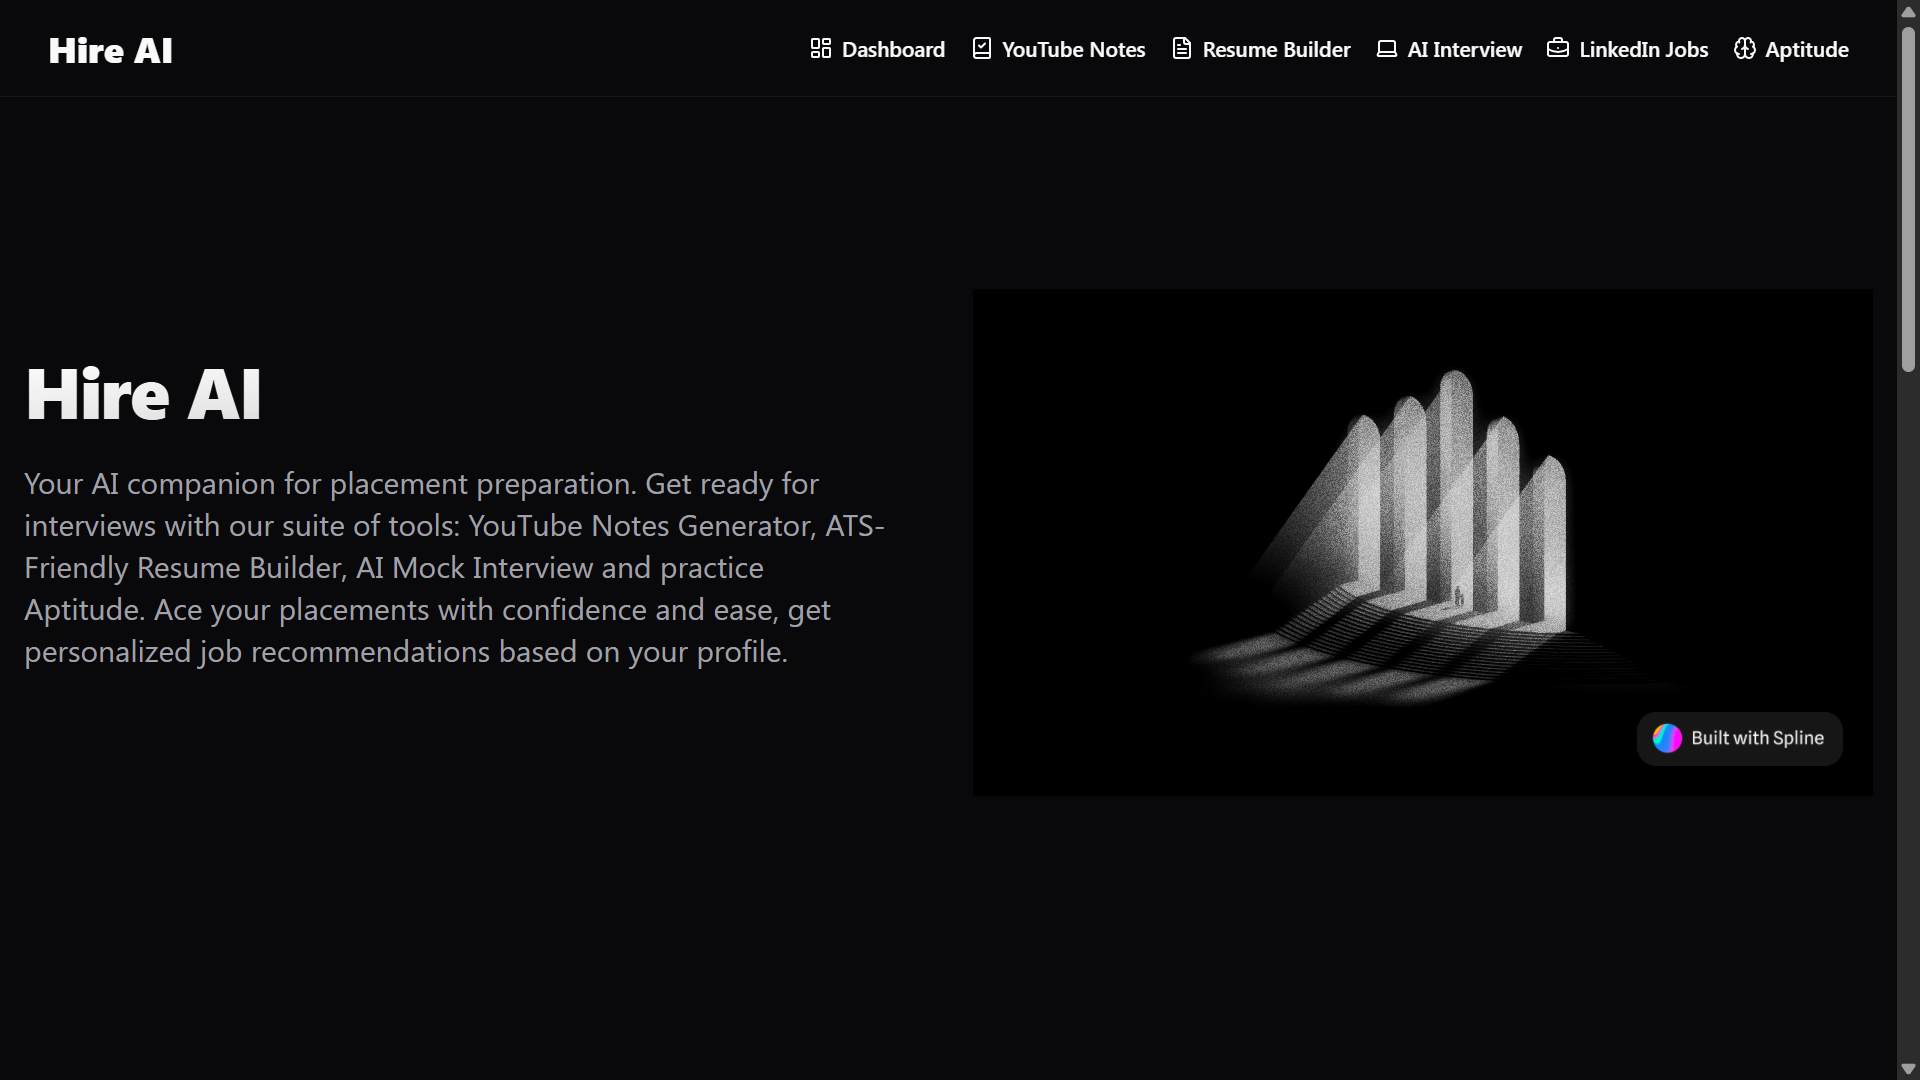 Hire AI
Dashboard
YouTube Notes
Resume Builder
AI Interview
LinkedIn Jobs
Aptitude
Hire AI
Your AI companion for placement preparation. Get ready for
interviews with our suite of tools: YouTube Notes Generator, ATS-
Friendly Resume Builder, AI Mock Interview and practice
Aptitude. Ace your placements with confidence and ease, get
personalized job recommendations based on your profile.
Built with Spline